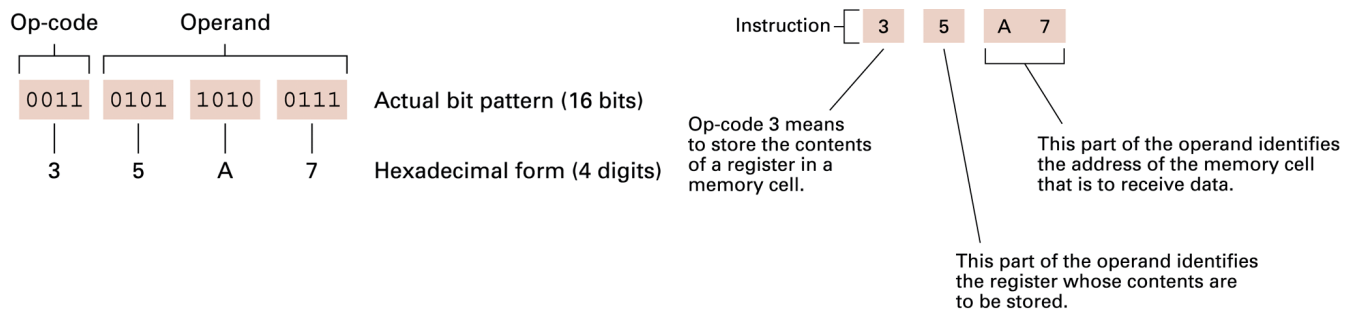 Op-code Operand
0011 0101 1010 0111 Actual bit pattern (16 bits)
3 5 A 7 Hexadecimal form (4 digits)
Instruction 3 5 A 7
Op-code 3 means
to store the contents
of a register in a
memory cell.
This part of the operand identifies
the address of the memory cell
that is to receive data.
This part of the operand identifies
the register whose contents are
to be stored.